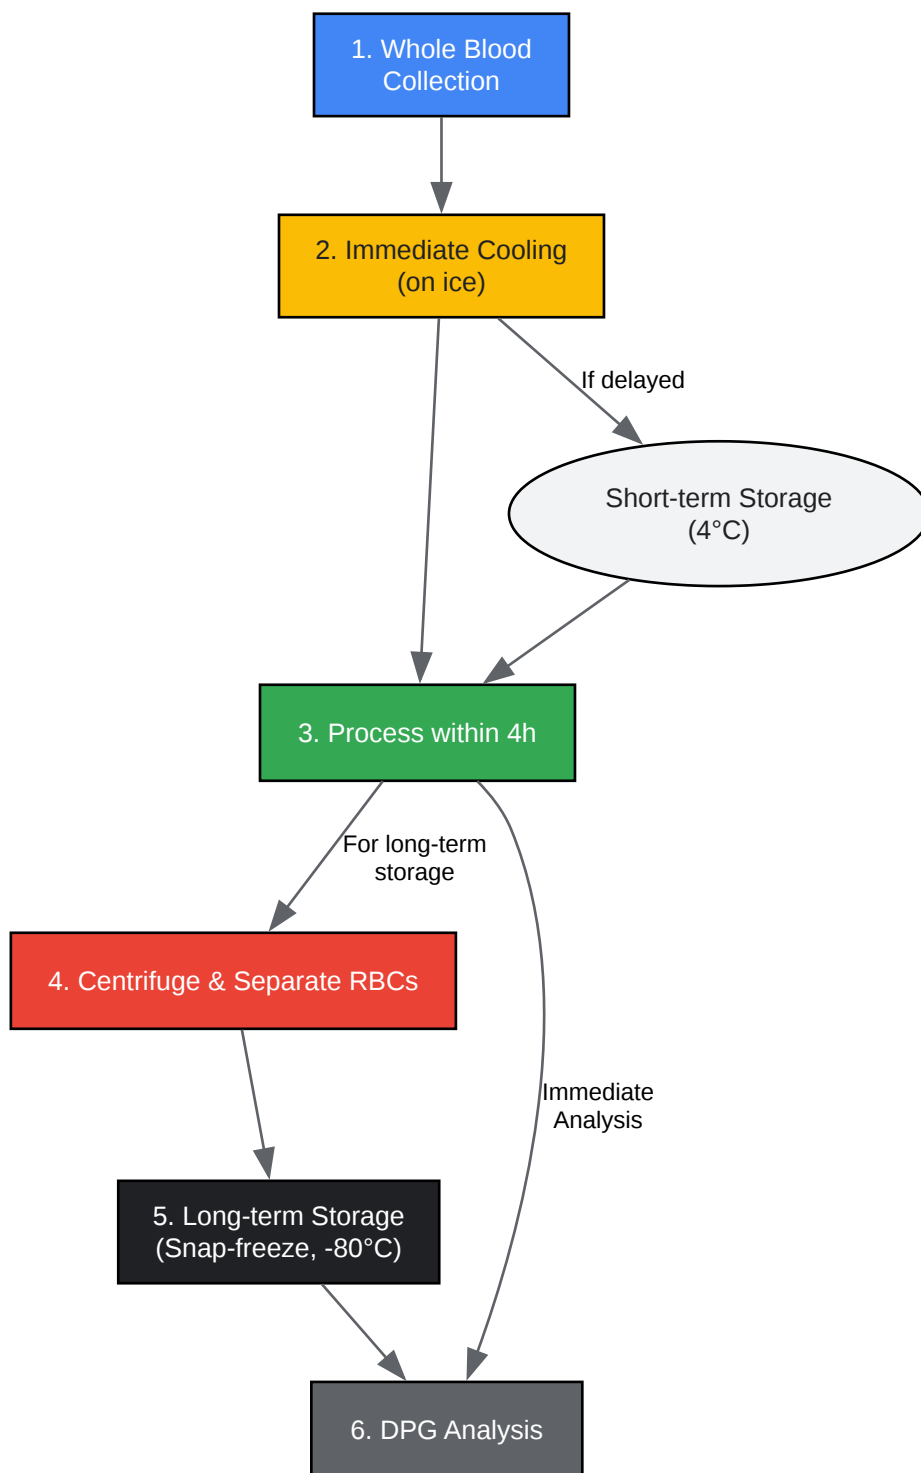 1. Whole Blood
Collection
2. Immediate Cooling
(on ice)
If delayed
Short-term Storage
(4°C)
3. Process within 4h
For long-term
storage
4. Centrifuge & Separate RBCs
Immediate
Analysis
5. Long-term Storage
(Snap-freeze, -80°C)
6. DPG Analysis